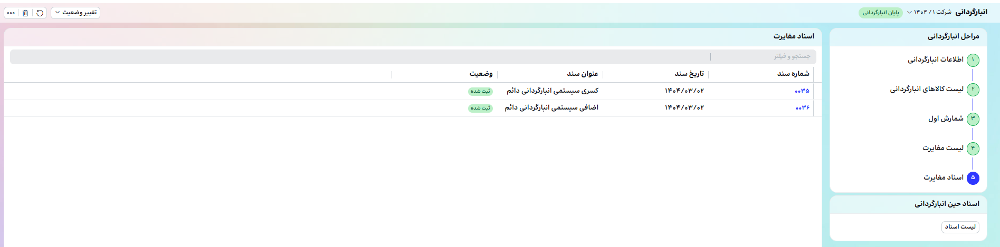 انبارگردانی شرکت ۱ / ۱۴۰۴ پایان انبارگردانی
تغییر وضعیت
مراحل انبارگردانی
۱ اطلاعات انبارگردانی
۲ لیست کالاهای انبارگردانی
۳ شمارش اول
۴ لیست مغایرت
۵ اسناد مغایرت
اسناد حین انبارگردانی
لیست اسناد
اسناد مغایرت
جستجو و فیلتر
شماره سند تاریخ سند عنوان سند وضعیت
۰۰۳۵ ۱۴۰۴/۰۳/۰۲ کسری سیستمی انبارگردانی دائم ثبت شده
۰۰۳۶ ۱۴۰۴/۰۳/۰۲ اضافی سیستمی انبارگردانی دائم ثبت شده